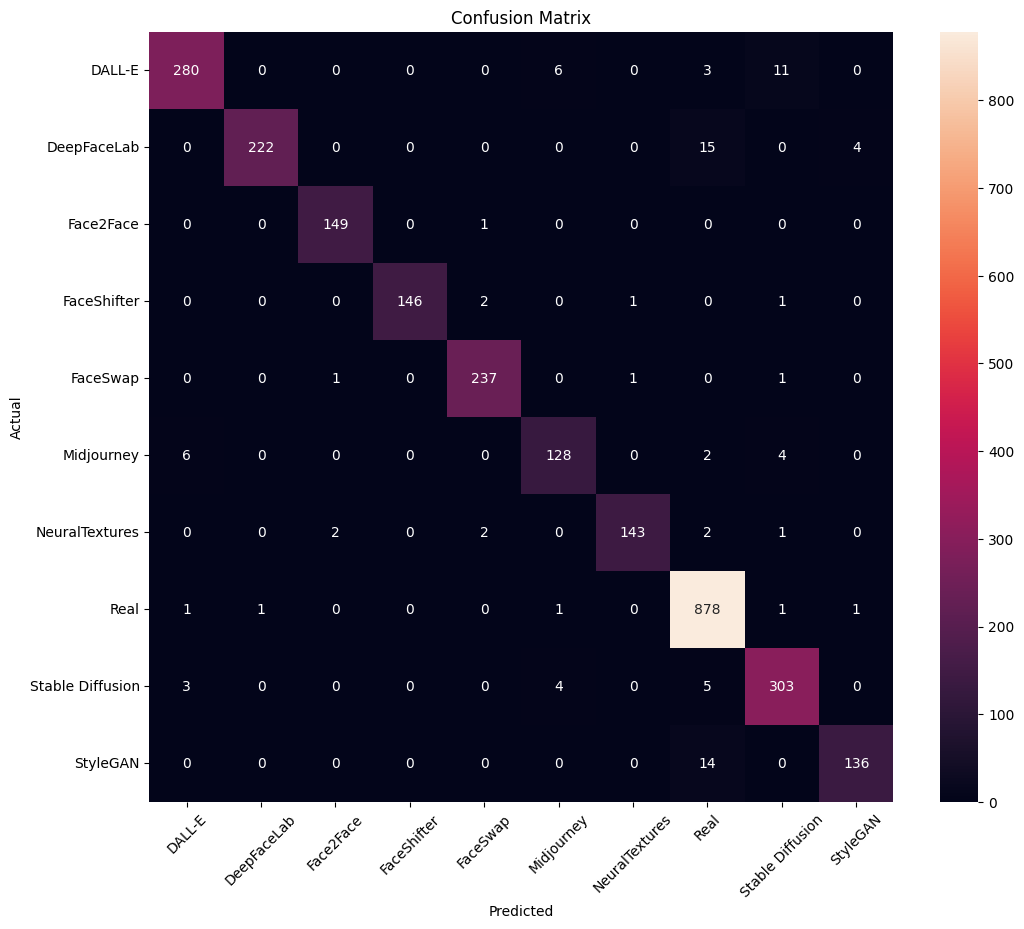 Confusion Matrix
DALL-E 280 0 0 0 0 6 0 3 11 0
DeepFaceLab 0 222 0 0 0 0 0 15 0 4
Face2Face 0 0 149 0 1 0 0 0 0 0
FaceShifter 0 0 0 146 2 0 1 0 1 0
FaceSwap 0 0 1 0 237 0 1 0 1 0
Midjourney 6 0 0 0 0 128 0 2 4 0
NeuralTextures 0 0 2 0 2 0 143 2 1 0
Real 1 1 0 0 0 1 0 878 1 1
Stable Diffusion 3 0 0 0 0 4 0 5 303 0
StyleGAN 0 0 0 0 0 0 0 14 0 136
Actual
DALL-E DeepFaceLab Face2Face FaceShifter FaceSwap Midjourney NeuralTextures Real Stable Diffusion StyleGAN
Predicted
800
700
600
500
400
300
200
100
0